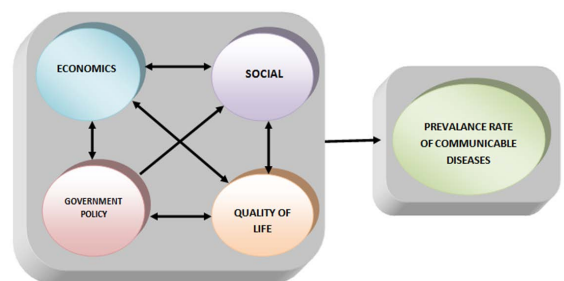 ECONOMICS
SOCIAL
GOVERNMENT
POLICY
QUALITY OF
LIFE
PREVALANCE RATE
OF COMMUNICABLE
DISEASES